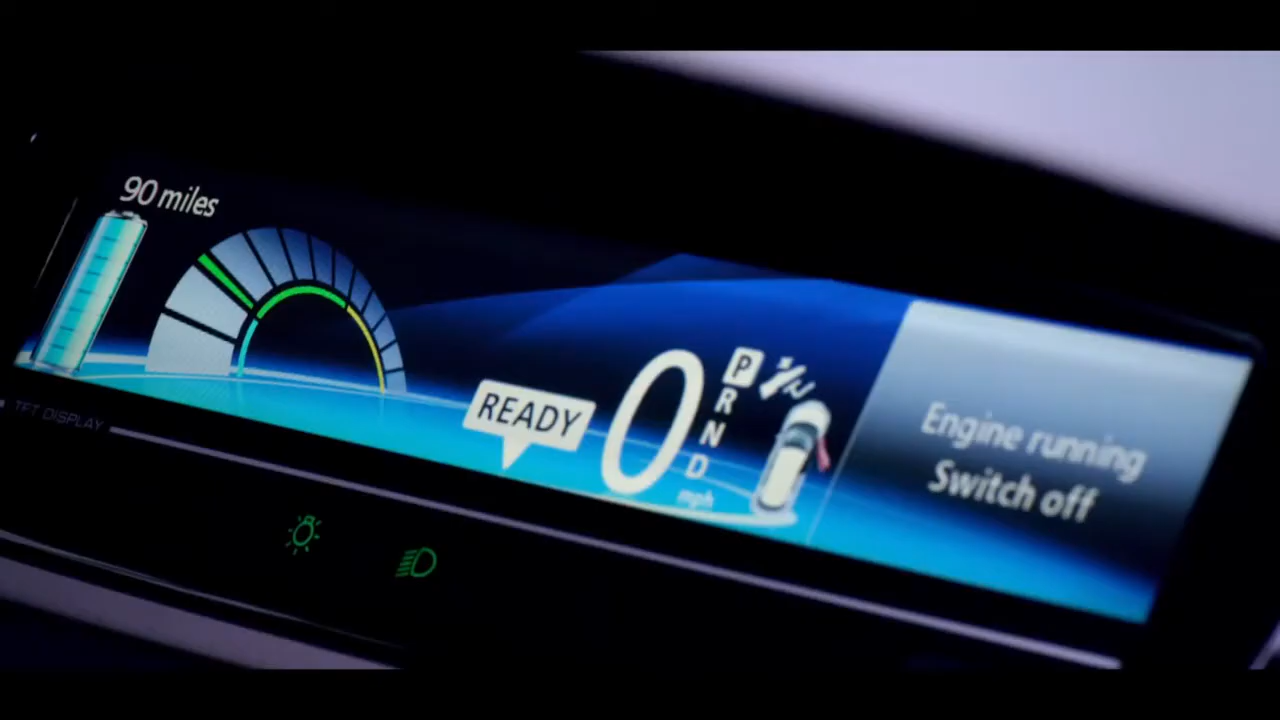 90 miles
READY
0
P
R
N
D
mph
Engine running
Switch off
TFT DISPLAY